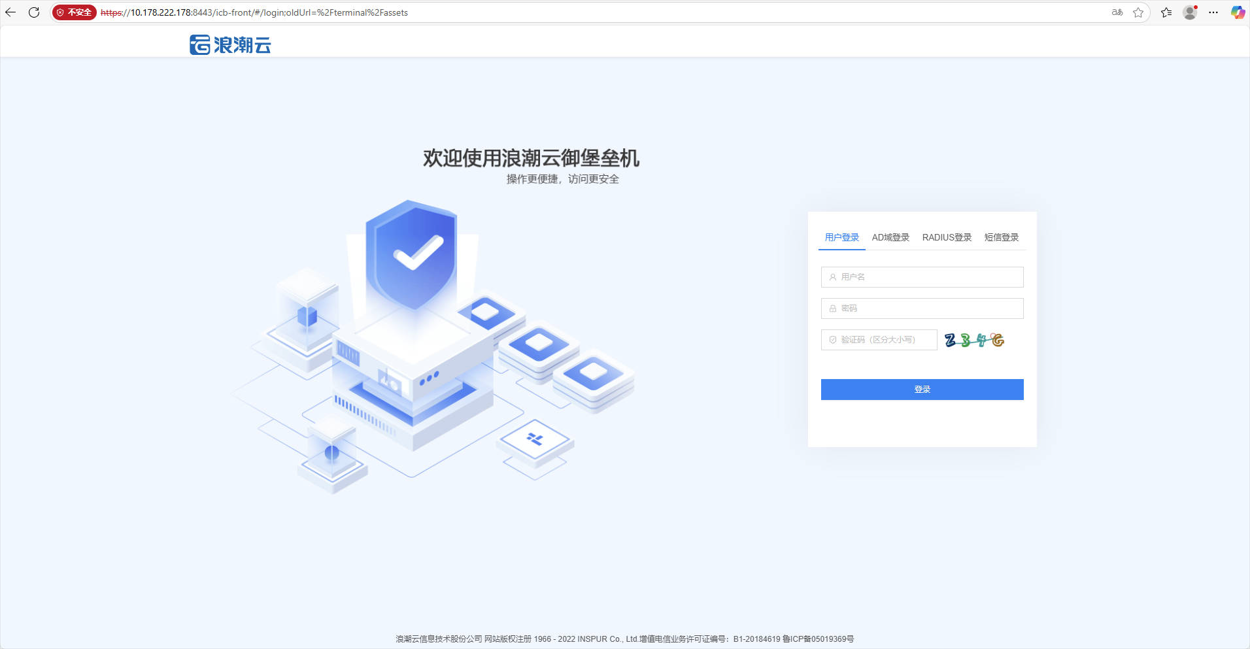 不安全 https://10.178.222.178:8443/icb-front/#/login;oldUrl=%2Fterminal%2Fassets
浪潮云
欢迎使用浪潮云御堡垒机
操作更便捷，访问更安全
用户登录 AD域登录 RADIUS登录 短信登录
用户名
密码
验证码（区分大小写） 234G
登录
浪潮云信息技术股份公司 网站版权注册 1966 - 2022 INSPUR Co., Ltd.增值电信业务许可证编号：B1-20184619 鲁ICP备05019369号